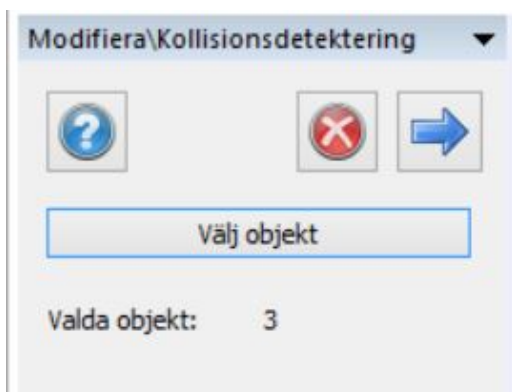 Modifiera\Kollisionsdetektering
Välj objekt
Valda objekt: 3